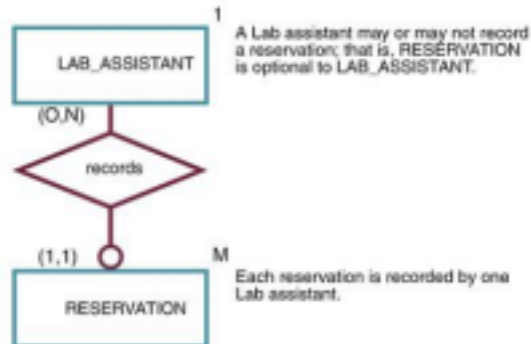 1
A Lab assistant may or may not record
a reservation; that is, RESERVATION
is optional to LAB_ASSISTANT.
LAB_ASSISTANT
(O,N)
records
(1,1)
M
Each reservation is recorded by one
Lab assistant.
RESERVATION